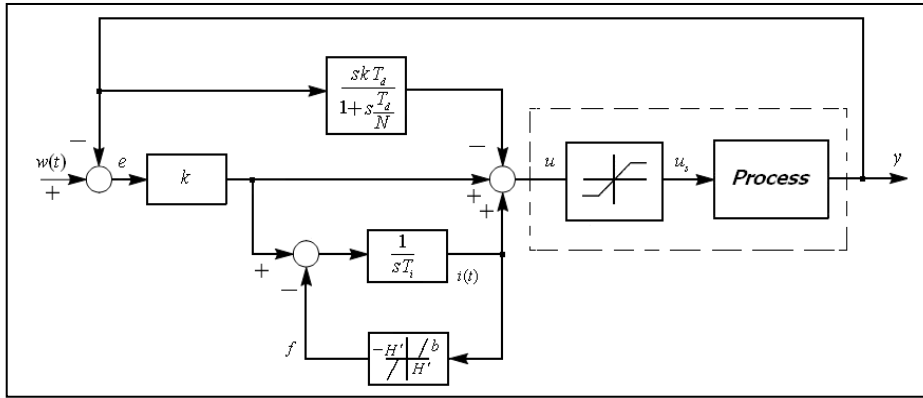 skT_d
1+s T_d
N
−
−
w(t)
+
e
k
+
+
u
u_s
Process
y
+
−
1
sT_i
i(t)
f
−H' b
H'